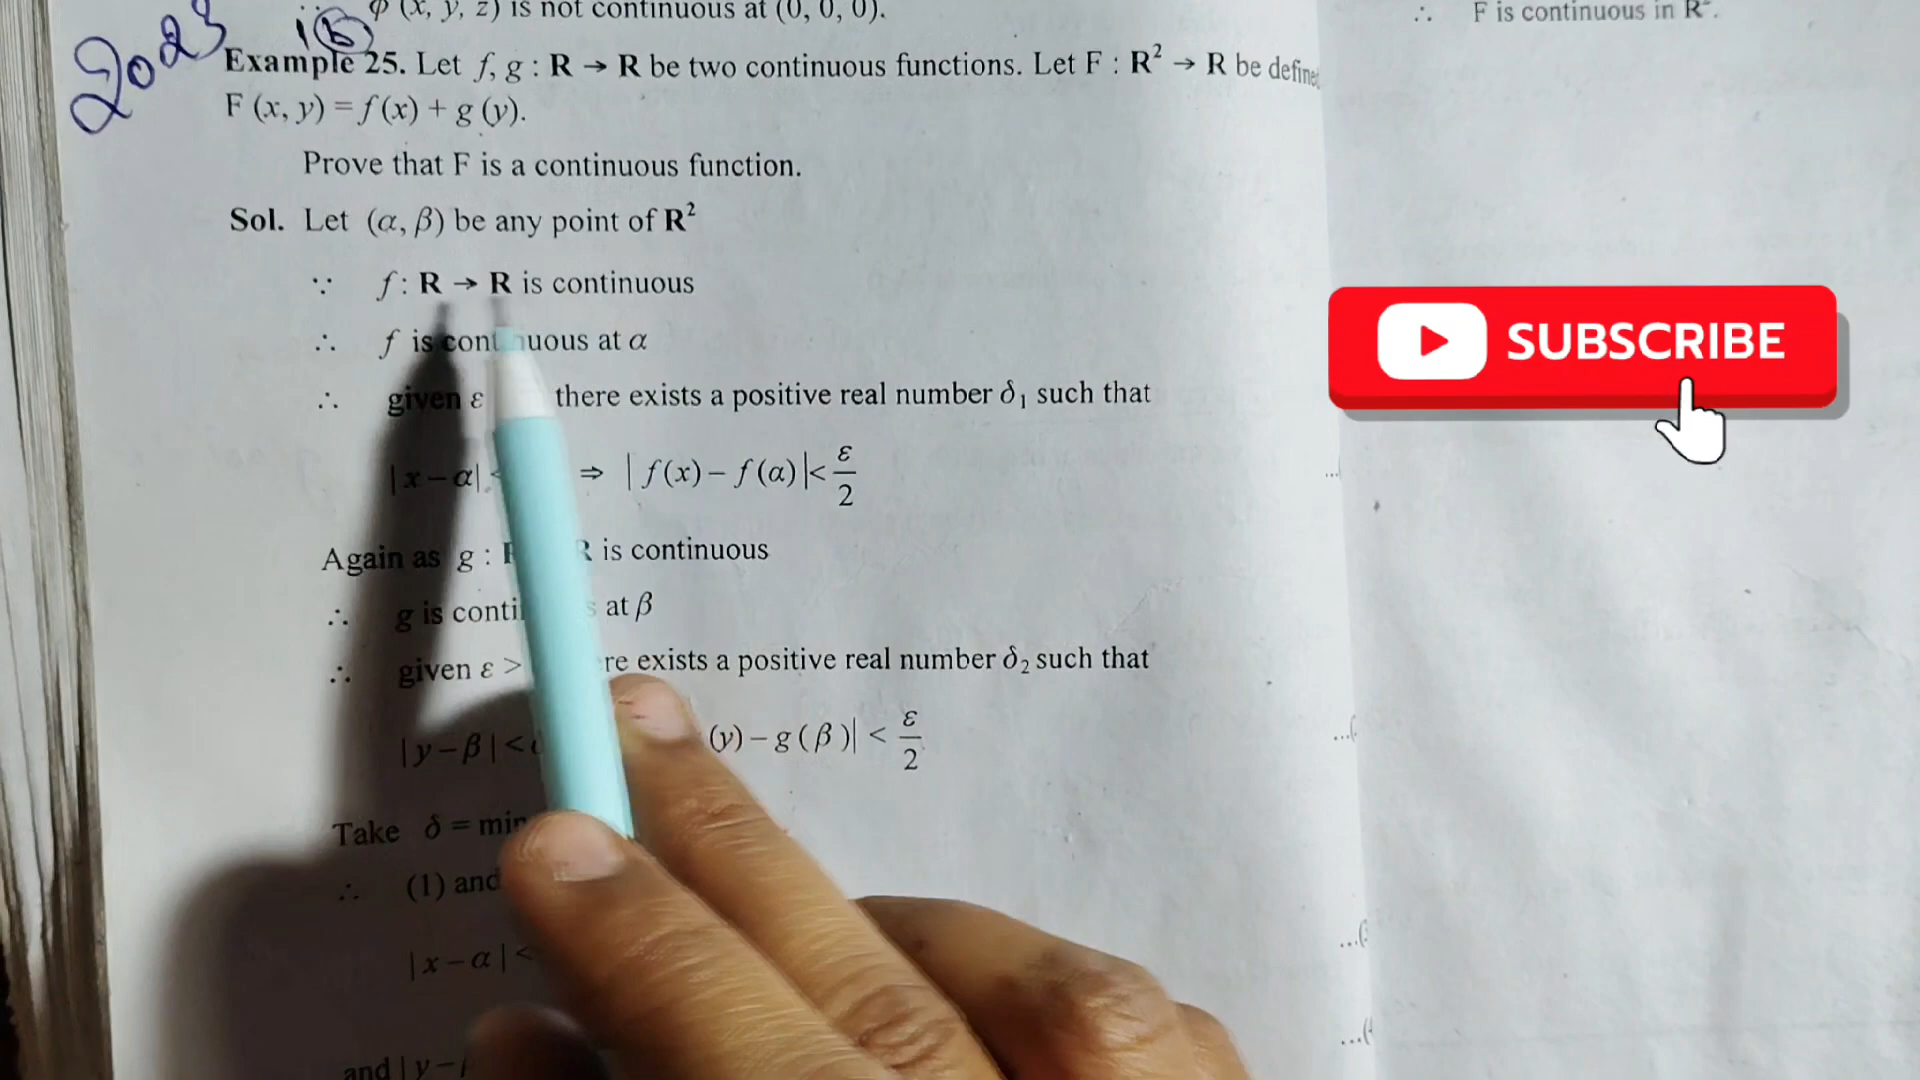 φ (x, y, z) is not continuous at (0, 0, 0).
∴ F is continuous in R².
2023
1(b)
Example 25. Let f, g : R → R be two continuous functions. Let F : R² → R be define
F (x, y) = f(x) + g (y).
Prove that F is a continuous function.
Sol. Let (α, β) be any point of R²
∵ f : R → R is continuous
∴ f is continuous at α
∴ given ε there exists a positive real number δ₁ such that
|x – α| < ⇒ | f(x) – f(α)| < ε/2
Again as g : R is continuous
∴ g is conti s at β
∴ given ε > re exists a positive real number δ₂ such that
|y – β| < (y) – g(β)| < ε/2
Take δ = min
∴ (1) and
|x – α| <
and |y –
SUBSCRIBE